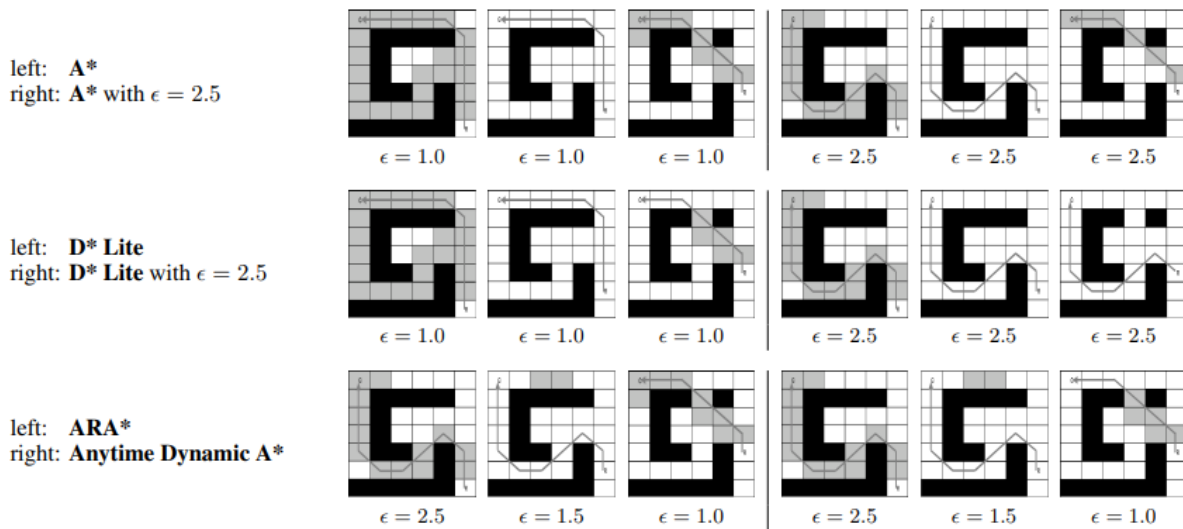 left: A*
right: A* with ϵ = 2.5
ϵ = 1.0 ϵ = 1.0 ϵ = 1.0 ϵ = 2.5 ϵ = 2.5 ϵ = 2.5
left: D* Lite
right: D* Lite with ϵ = 2.5
ϵ = 1.0 ϵ = 1.0 ϵ = 1.0 ϵ = 2.5 ϵ = 2.5 ϵ = 2.5
left: ARA*
right: Anytime Dynamic A*
ϵ = 2.5 ϵ = 1.5 ϵ = 1.0 ϵ = 2.5 ϵ = 1.5 ϵ = 1.0